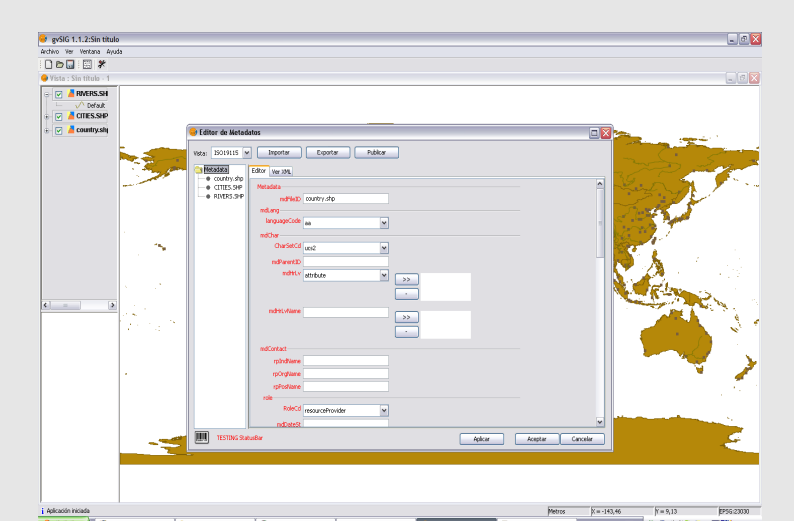 gvSIG 1.1.2:Sin título
Archivo Ver Ventana Ayuda
Vista : Sin título - 1
RIVERS.SH
Default
CITIES.SHP
country.shp
Editor de Metadatos
Vista: ISO19115 Importar Exportar Publicar
Metadata
country.shp
CITIES.SHP
RIVERS.SHP
Editor Ver XML
Metadata
mdFileID country.shp
mdLang
languageCode aa
mdChar
CharSetCd ucs2
mdParentID
mdHrLv attribute >>
-
mdHrLvName >>
-
mdContact
rpIndName
rpOrgName
rpPosName
role
RoleCd resourceProvider
mdDateSt
TESTING StatusBar Aplicar Aceptar Cancelar
Aplicación iniciada Metros X = -143,46 Y = 9,13 EPSG:23030